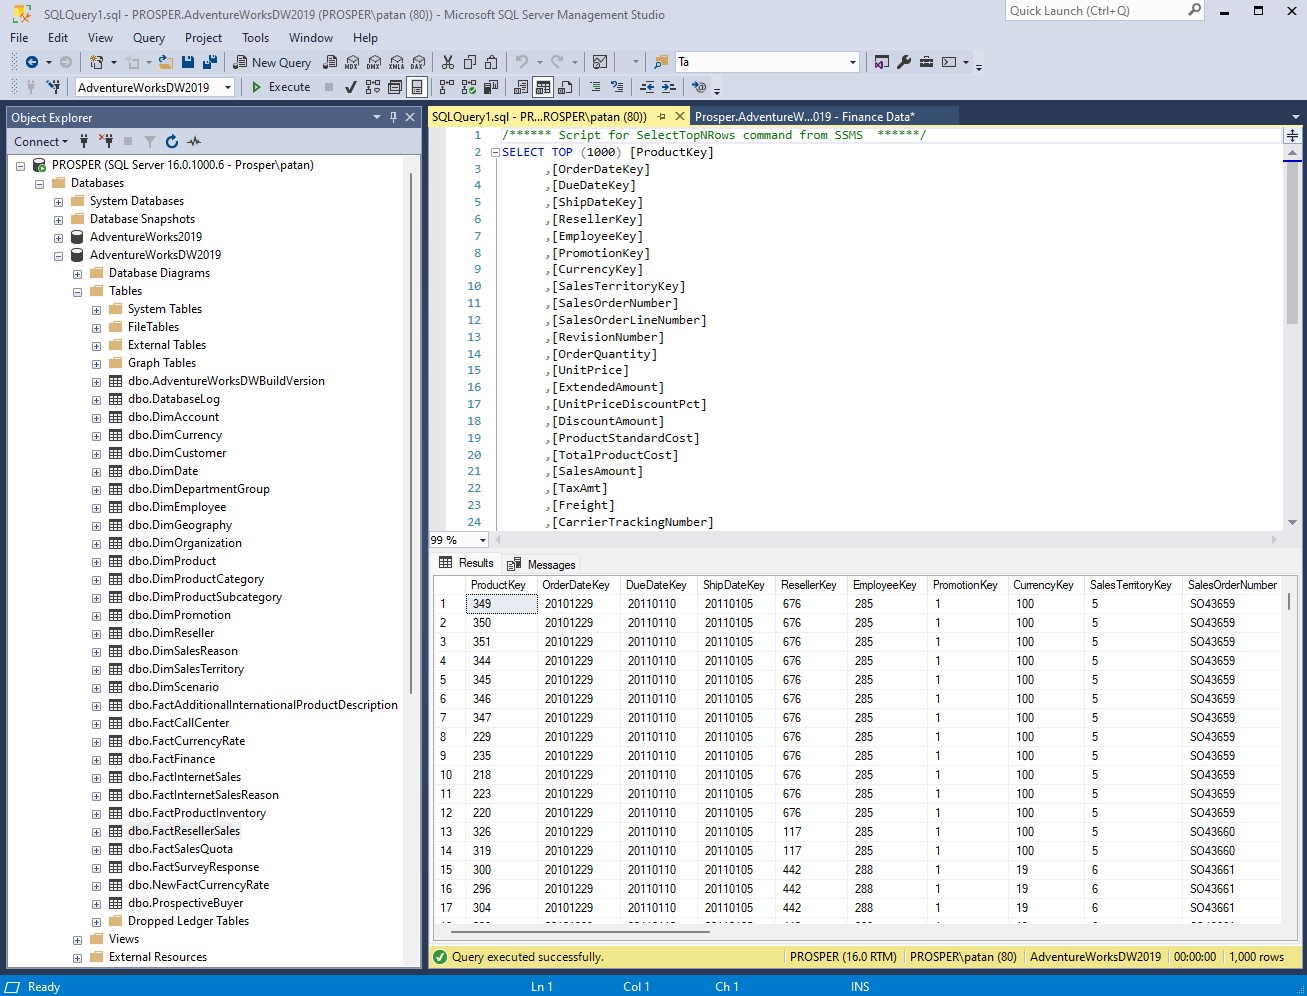 SQLQuery1.sql - PROSPER.AdventureWorksDW2019 (PROSPER\patan (80)) - Microsoft SQL Server Management Studio
Quick Launch (Ctrl+Q)
File Edit View Query Project Tools Window Help
New Query MDX DMX XMLA DAX Ta
AdventureWorksDW2019 Execute
Object Explorer
Connect
PROSPER (SQL Server 16.0.1000.6 - Prosper\patan)
Databases
System Databases
Database Snapshots
AdventureWorks2019
AdventureWorksDW2019
Database Diagrams
Tables
System Tables
FileTables
External Tables
Graph Tables
dbo.AdventureWorksDWBuildVersion
dbo.DatabaseLog
dbo.DimAccount
dbo.DimCurrency
dbo.DimCustomer
dbo.DimDate
dbo.DimDepartmentGroup
dbo.DimEmployee
dbo.DimGeography
dbo.DimOrganization
dbo.DimProduct
dbo.DimProductCategory
dbo.DimProductSubcategory
dbo.DimPromotion
dbo.DimReseller
dbo.DimSalesReason
dbo.DimSalesTerritory
dbo.DimScenario
dbo.FactAdditionalInternationalProductDescription
dbo.FactCallCenter
dbo.FactCurrencyRate
dbo.FactFinance
dbo.FactInternetSales
dbo.FactInternetSalesReason
dbo.FactProductInventory
dbo.FactResellerSales
dbo.FactSalesQuota
dbo.FactSurveyResponse
dbo.NewFactCurrencyRate
dbo.ProspectiveBuyer
Dropped Ledger Tables
Views
External Resources
SQLQuery1.sql - PR...ROSPER\patan (80)) Prosper.AdventureW...019 - Finance Data*
1 /****** Script for SelectTopNRows command from SSMS ******/
2 SELECT TOP (1000) [ProductKey]
3 ,[OrderDateKey]
4 ,[DueDateKey]
5 ,[ShipDateKey]
6 ,[ResellerKey]
7 ,[EmployeeKey]
8 ,[PromotionKey]
9 ,[CurrencyKey]
10 ,[SalesTerritoryKey]
11 ,[SalesOrderNumber]
12 ,[SalesOrderLineNumber]
13 ,[RevisionNumber]
14 ,[OrderQuantity]
15 ,[UnitPrice]
16 ,[ExtendedAmount]
17 ,[UnitPriceDiscountPct]
18 ,[DiscountAmount]
19 ,[ProductStandardCost]
20 ,[TotalProductCost]
21 ,[SalesAmount]
22 ,[TaxAmt]
23 ,[Freight]
24 ,[CarrierTrackingNumber]
99 %
Results Messages
ProductKey OrderDateKey DueDateKey ShipDateKey ResellerKey EmployeeKey PromotionKey CurrencyKey SalesTerritoryKey SalesOrderNumber
1 349 20101229 20110110 20110105 676 285 1 100 5 SO43659
2 350 20101229 20110110 20110105 676 285 1 100 5 SO43659
3 351 20101229 20110110 20110105 676 285 1 100 5 SO43659
4 344 20101229 20110110 20110105 676 285 1 100 5 SO43659
5 345 20101229 20110110 20110105 676 285 1 100 5 SO43659
6 346 20101229 20110110 20110105 676 285 1 100 5 SO43659
7 347 20101229 20110110 20110105 676 285 1 100 5 SO43659
8 229 20101229 20110110 20110105 676 285 1 100 5 SO43659
9 235 20101229 20110110 20110105 676 285 1 100 5 SO43659
10 218 20101229 20110110 20110105 676 285 1 100 5 SO43659
11 223 20101229 20110110 20110105 676 285 1 100 5 SO43659
12 220 20101229 20110110 20110105 676 285 1 100 5 SO43659
13 326 20101229 20110110 20110105 117 285 1 100 5 SO43660
14 319 20101229 20110110 20110105 117 285 1 100 5 SO43660
15 300 20101229 20110110 20110105 442 288 1 19 6 SO43661
16 296 20101229 20110110 20110105 442 288 1 19 6 SO43661
17 304 20101229 20110110 20110105 442 288 1 19 6 SO43661
Query executed successfully. PROSPER (16.0 RTM) PROSPER\patan (80) AdventureWorksDW2019 00:00:00 1,000 rows
Ready Ln 1 Col 1 Ch 1 INS